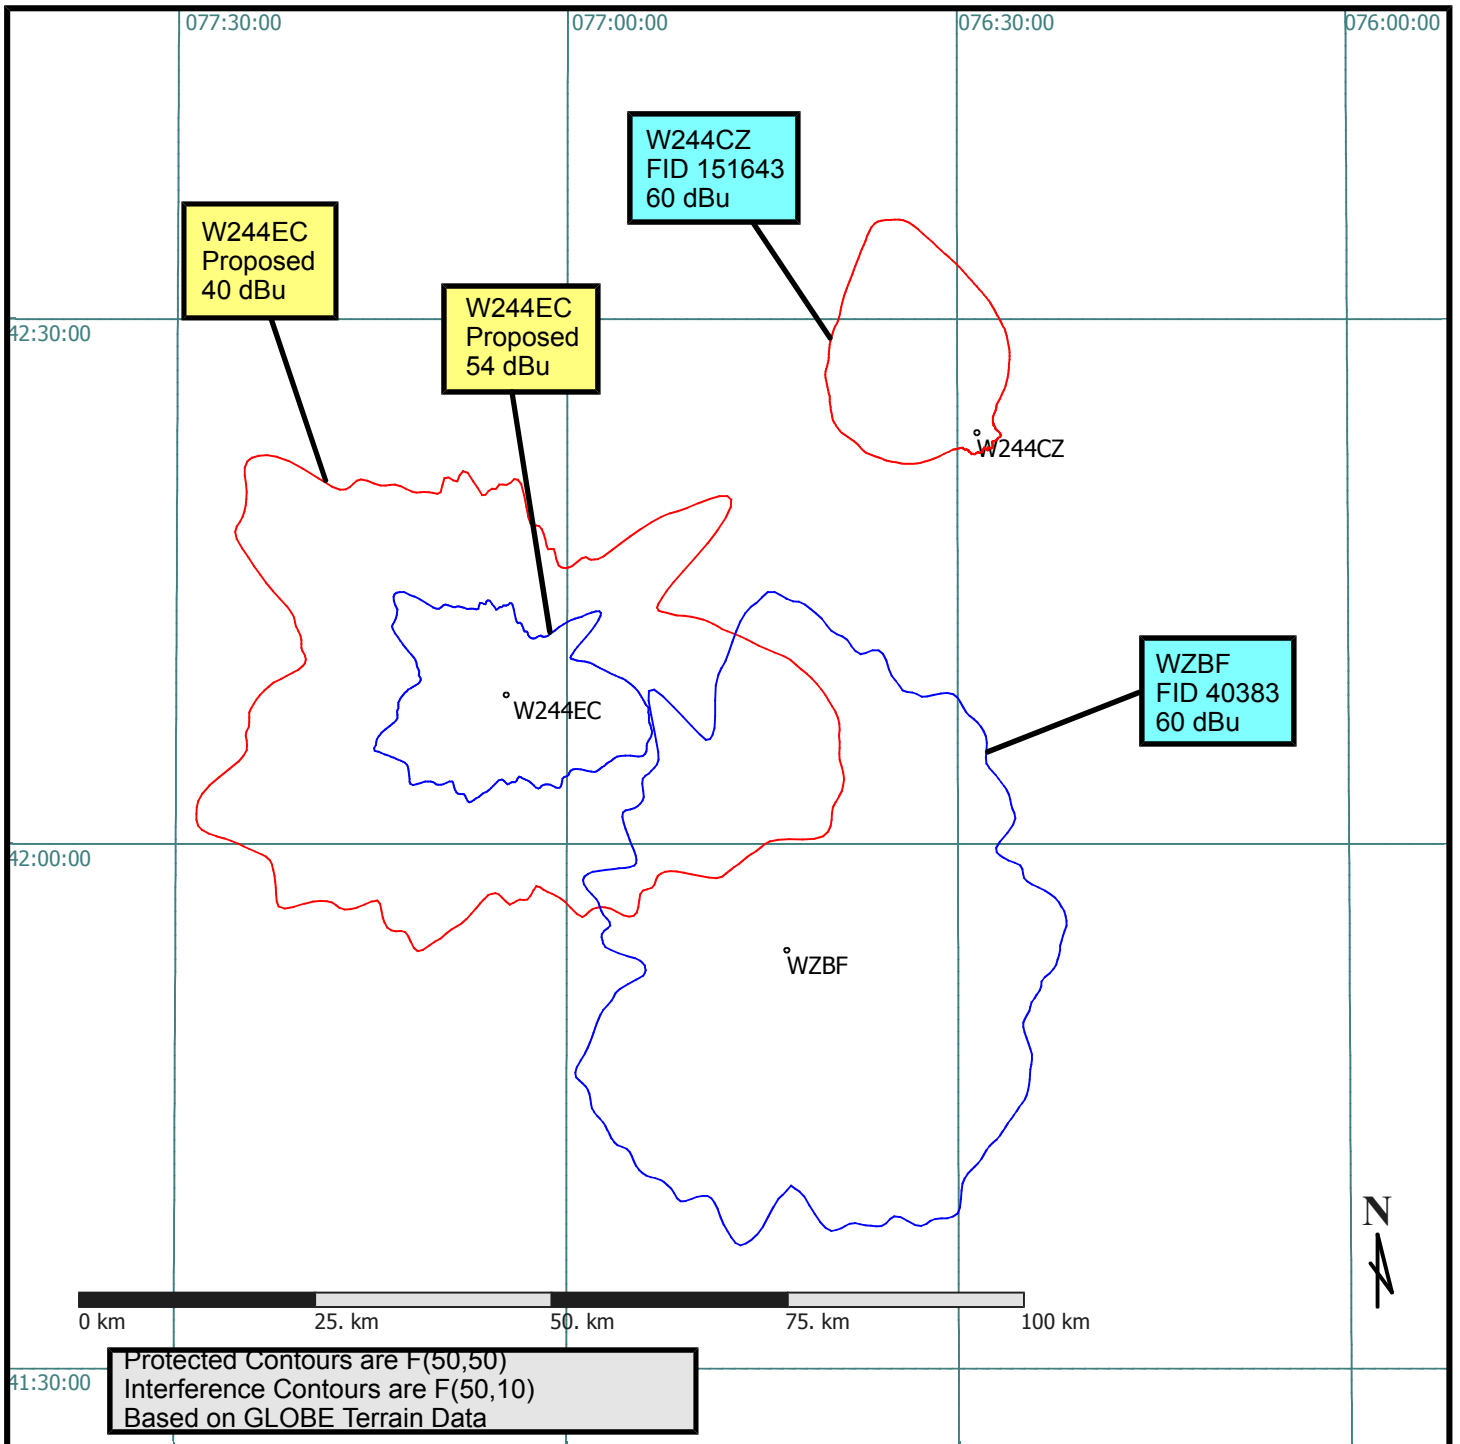 077:30:00
077:00:00
076:30:00
076:00:00
W244CZ
FID 151643
60 dBu
W244EC
Proposed
40 dBu
W244EC
Proposed
54 dBu
42:30:00
W244CZ
WZBF
FID 40383
60 dBu
W244EC
42:00:00
WZBF
N
0 km
25. km
50. km
75. km
100 km
41:30:00
Protected Contours are F(50,50)
Interference Contours are F(50,10)
Based on GLOBE Terrain Data